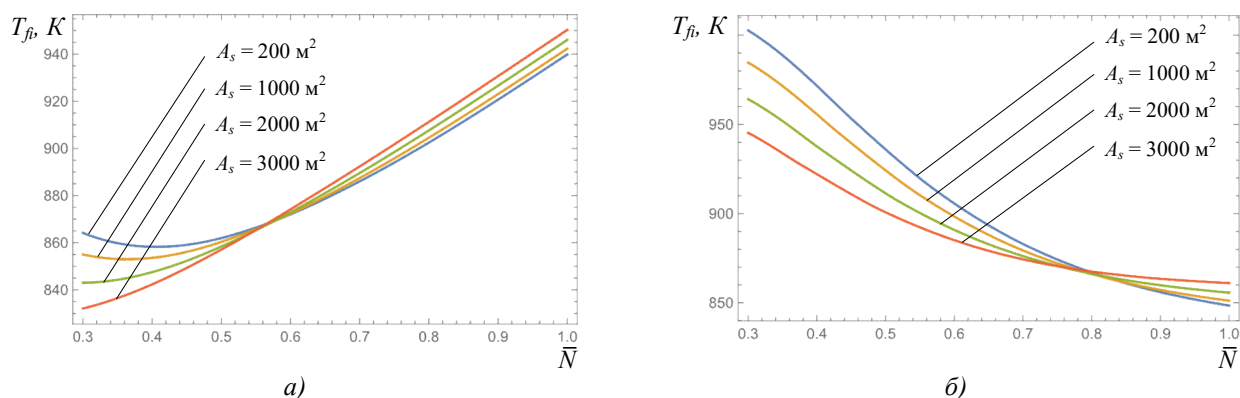 T_fi, К
A_s = 200 м²
A_s = 1000 м²
A_s = 2000 м²
A_s = 3000 м²
940
920
900
880
860
840
0.3 0.4 0.5 0.6 0.7 0.8 0.9 1.0
N̅
а)
T_fi, К
A_s = 200 м²
A_s = 1000 м²
A_s = 2000 м²
A_s = 3000 м²
950
900
850
0.3 0.4 0.5 0.6 0.7 0.8 0.9 1.0
N̅
б)